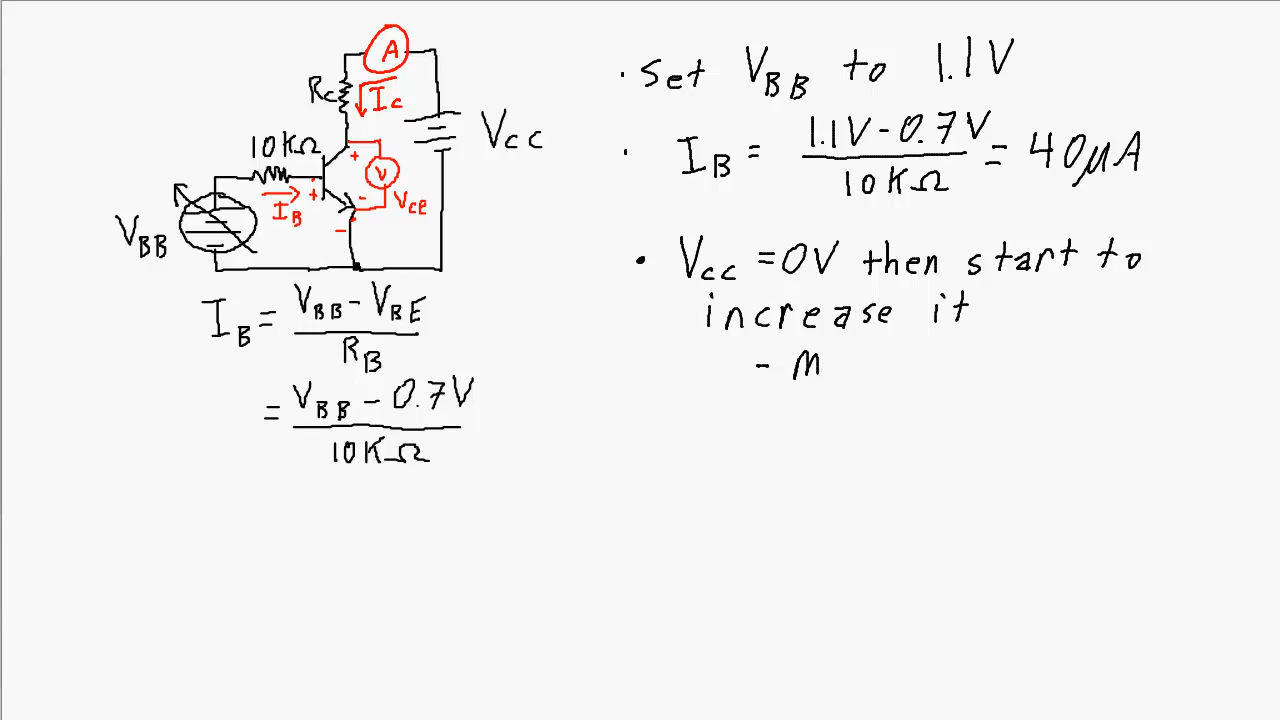 A
Rc
Ic
VCC
10KΩ
+
V
+
-
VCE
IB
-
VBB
IB = VBB - VBE
RB
= VBB - 0.7V
10KΩ
· Set VBB to 1.1V
· IB = 1.1V - 0.7V = 40µA
10KΩ
• Vcc = 0V then start to
increase it
- M